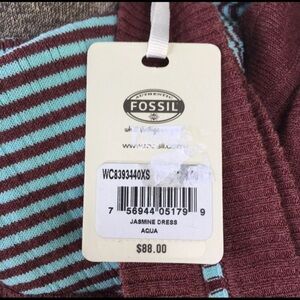 AUTHENTIC
FOSSIL
WC8393440XS
7 56944 05179 9
JASMINE DRESS
AQUA
$88.00